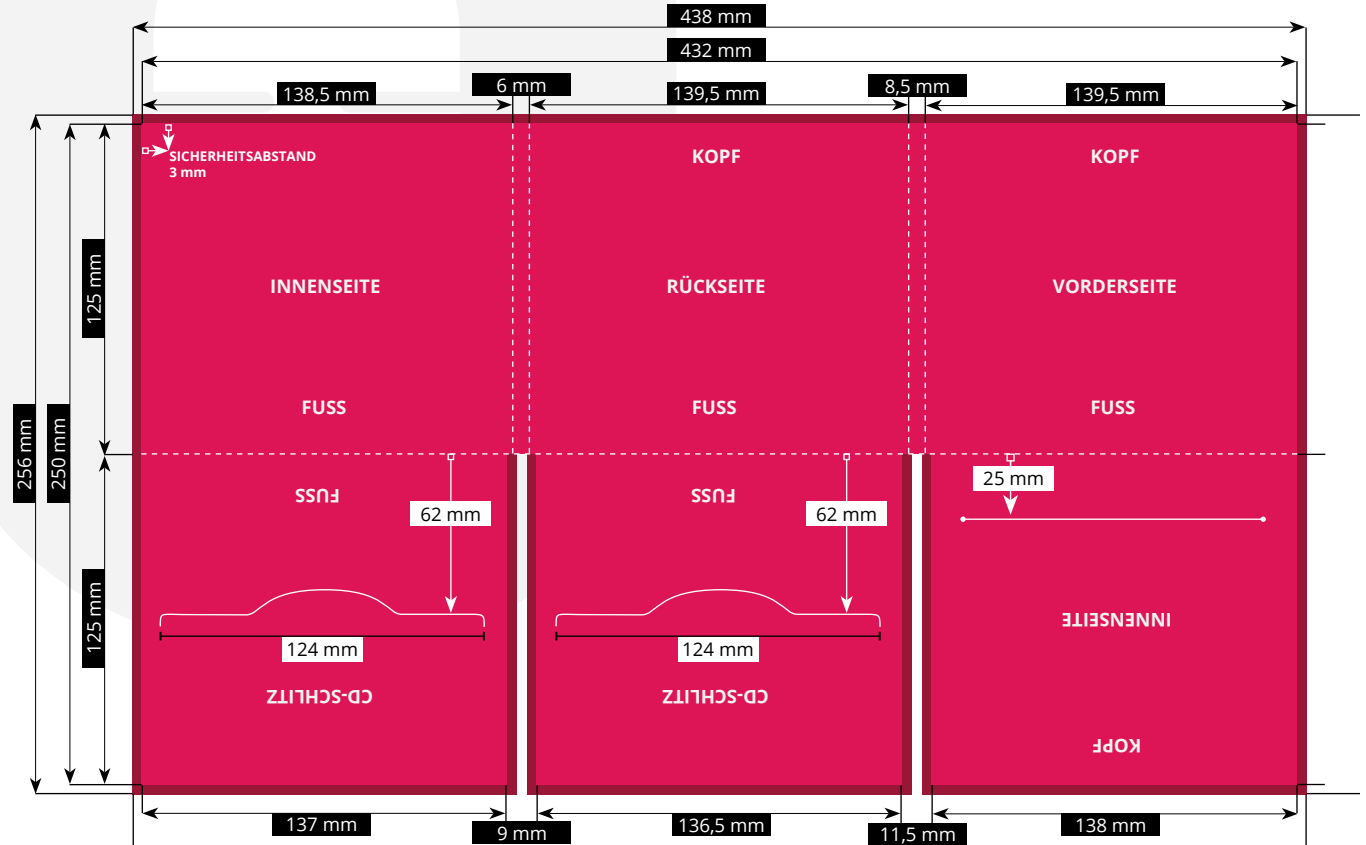 438 mm
432 mm
138,5 mm
6 mm
139,5 mm
8,5 mm
139,5 mm
SICHERHEITSABSTAND
3 mm
KOPF
KOPF
125 mm
INNENSEITE
RÜCKSEITE
VORDERSEITE
FUSS
FUSS
FUSS
256 mm
250 mm
FUSS
62 mm
FUSS
62 mm
25 mm
125 mm
INNENSEITE
124 mm
124 mm
CD-SCHLITZ
CD-SCHLITZ
KOPF
137 mm
9 mm
136,5 mm
11,5 mm
138 mm